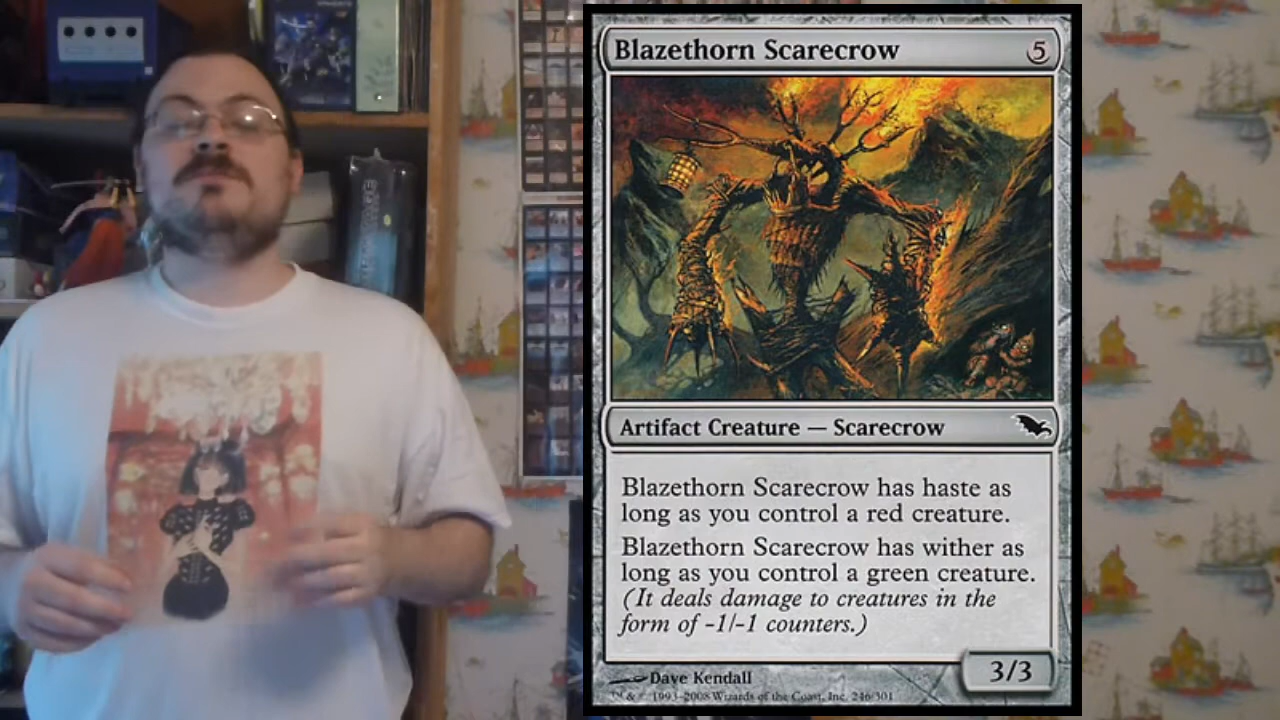 Blazethorn Scarecrow 5
Artifact Creature — Scarecrow
Blazethorn Scarecrow has haste as
long as you control a red creature.
Blazethorn Scarecrow has wither as
long as you control a green creature.
(It deals damage to creatures in the
form of -1/-1 counters.)
3/3
Dave Kendall
™ & © 1993-2008 Wizards of the Coast, Inc. 246/301